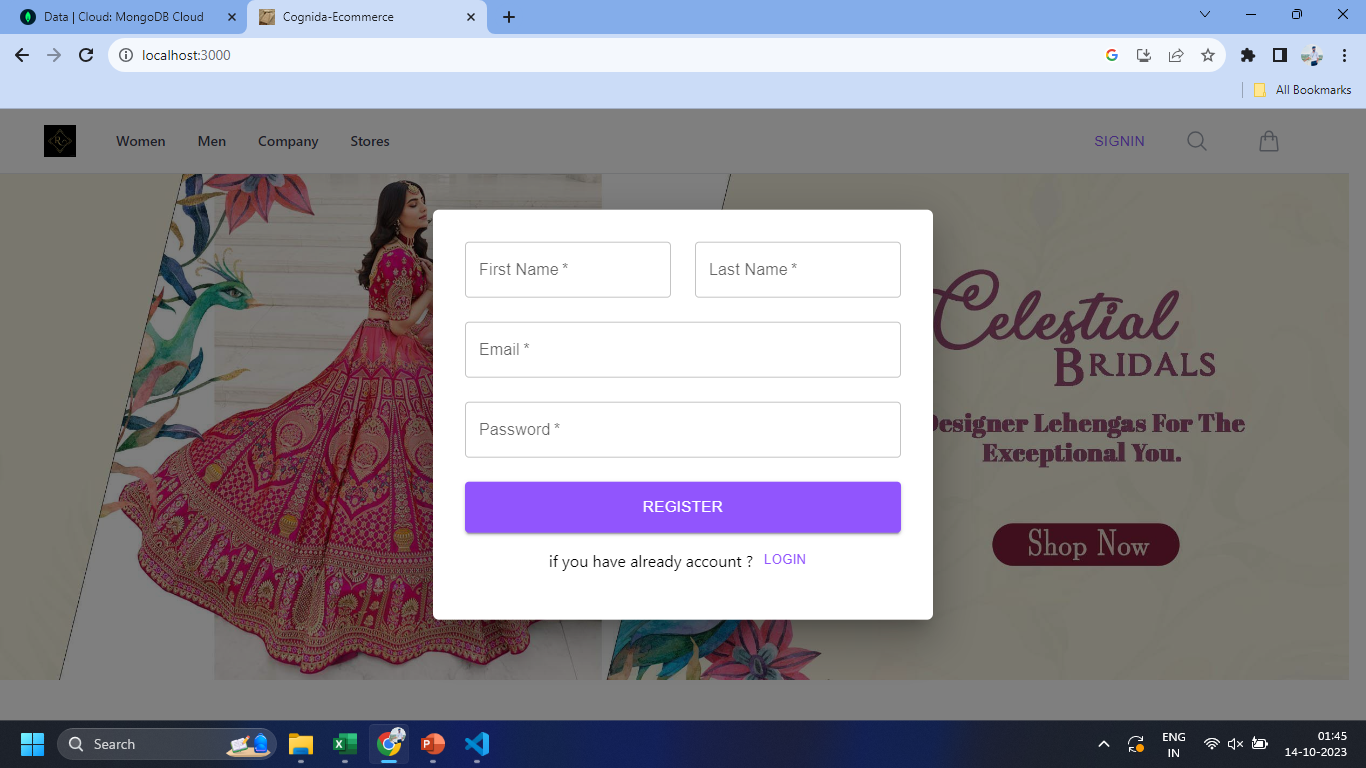 Data | Cloud: MongoDB Cloud
Cognida-Ecommerce
localhost:3000
All Bookmarks
Women Men Company Stores SIGNIN
First Name * Last Name *
Email *
Password *
REGISTER
if you have already account ? LOGIN
Celestial
BRIDALS
Designer Lehengas For The
Exceptional You.
Shop Now
Search
ENG
IN
01:45
14-10-2023